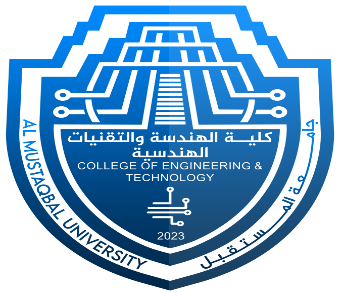 كلية الهندسة والتقنيات
الهندسية
COLLEGE OF ENGINEERING &
TECHNOLOGY
2023
AL MUSTAQBAL UNIVERSITY
جامعة المستقبل